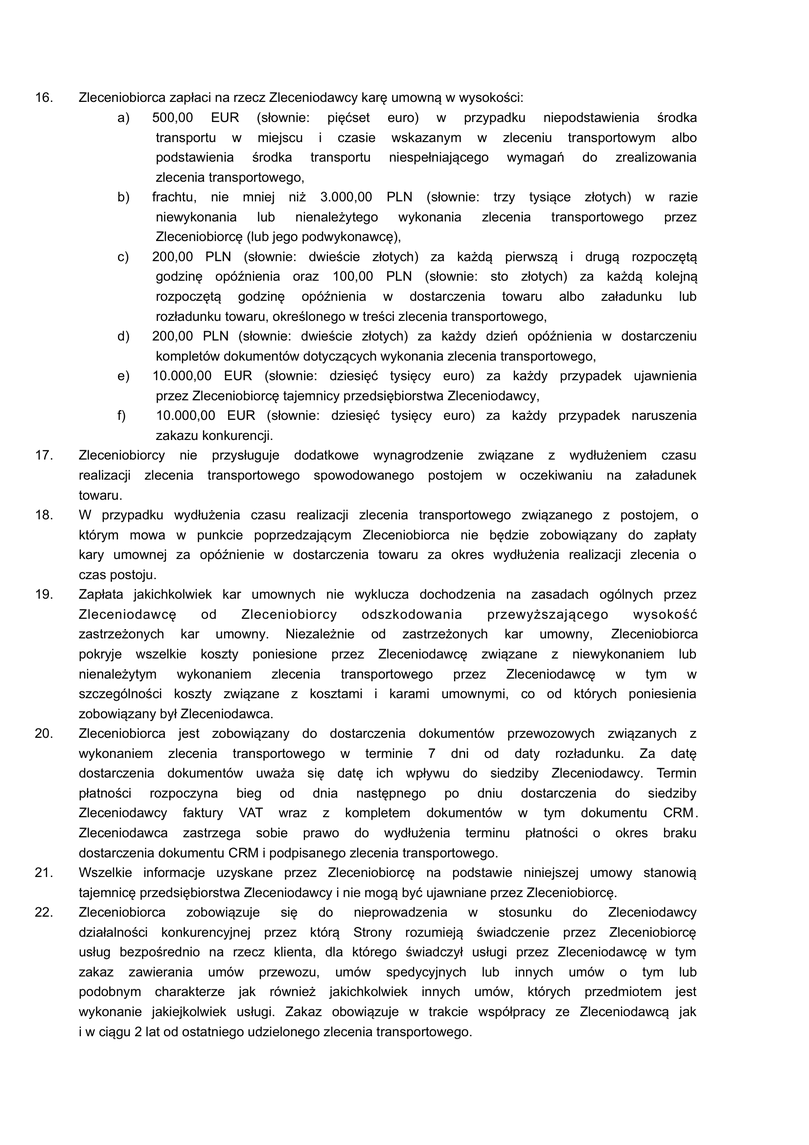 16. Zleceniobiorca zapłaci na rzecz Zleceniodawcy karę umowną w wysokości:
a) 500,00 EUR (słownie: pięćset euro) w przypadku niepodstawienia środka
transportu w miejscu i czasie wskazanym w zleceniu transportowym albo
podstawienia środka transportu niespełniającego wymagań do zrealizowania
zlecenia transportowego,
b) frachtu, nie mniej niż 3.000,00 PLN (słownie: trzy tysiące złotych) w razie
niewykonania lub nienależytego wykonania zlecenia transportowego przez
Zleceniobiorcę (lub jego podwykonawcę),
c) 200,00 PLN (słownie: dwieście złotych) za każdą pierwszą i drugą rozpoczętą
godzinę opóźnienia oraz 100,00 PLN (słownie: sto złotych) za każdą kolejną
rozpoczętą godzinę opóźnienia w dostarczenia towaru albo załadunku lub
rozładunku towaru, określonego w treści zlecenia transportowego,
d) 200,00 PLN (słownie: dwieście złotych) za każdy dzień opóźnienia w dostarczeniu
kompletów dokumentów dotyczących wykonania zlecenia transportowego,
e) 10.000,00 EUR (słownie: dziesięć tysięcy euro) za każdy przypadek ujawnienia
przez Zleceniobiorcę tajemnicy przedsiębiorstwa Zleceniodawcy,
f) 10.000,00 EUR (słownie: dziesięć tysięcy euro) za każdy przypadek naruszenia
zakazu konkurencji.
17. Zleceniobiorcy nie przysługuje dodatkowe wynagrodzenie związane z wydłużeniem czasu
realizacji zlecenia transportowego spowodowanego postojem w oczekiwaniu na załadunek
towaru.
18. W przypadku wydłużenia czasu realizacji zlecenia transportowego związanego z postojem, o
którym mowa w punkcie poprzedzającym Zleceniobiorca nie będzie zobowiązany do zapłaty
kary umownej za opóźnienie w dostarczenia towaru za okres wydłużenia realizacji zlecenia o
czas postoju.
19. Zapłata jakichkolwiek kar umownych nie wyklucza dochodzenia na zasadach ogólnych przez
Zleceniodawcę od Zleceniobiorcy odszkodowania przewyższającego wysokość
zastrzeżonych kar umowny. Niezależnie od zastrzeżonych kar umowny, Zleceniobiorca
pokryje wszelkie koszty poniesione przez Zleceniodawcę związane z niewykonaniem lub
nienależytym wykonaniem zlecenia transportowego przez Zleceniodawcę w tym w
szczególności koszty związane z kosztami i karami umownymi, co od których poniesienia
zobowiązany był Zleceniodawca.
20. Zleceniobiorca jest zobowiązany do dostarczenia dokumentów przewozowych związanych z
wykonaniem zlecenia transportowego w terminie 7 dni od daty rozładunku. Za datę
dostarczenia dokumentów uważa się datę ich wpływu do siedziby Zleceniodawcy. Termin
płatności rozpoczyna bieg od dnia następnego po dniu dostarczenia do siedziby
Zleceniodawcy faktury VAT wraz z kompletem dokumentów w tym dokumentu CRM.
Zleceniodawca zastrzega sobie prawo do wydłużenia terminu płatności o okres braku
dostarczenia dokumentu CRM i podpisanego zlecenia transportowego.
21. Wszelkie informacje uzyskane przez Zleceniobiorcę na podstawie niniejszej umowy stanowią
tajemnicę przedsiębiorstwa Zleceniodawcy i nie mogą być ujawniane przez Zleceniobiorcę.
22. Zleceniobiorca zobowiązuje się do nieprowadzenia w stosunku do Zleceniodawcy
działalności konkurencyjnej przez którą Strony rozumieją świadczenie przez Zleceniobiorcę
usług bezpośrednio na rzecz klienta, dla którego świadczył usługi przez Zleceniodawcę w tym
zakaz zawierania umów przewozu, umów spedycyjnych lub innych umów o tym lub
podobnym charakterze jak również jakichkolwiek innych umów, których przedmiotem jest
wykonanie jakiejkolwiek usługi. Zakaz obowiązuje w trakcie współpracy ze Zleceniodawcą jak
i w ciągu 2 lat od ostatniego udzielonego zlecenia transportowego.